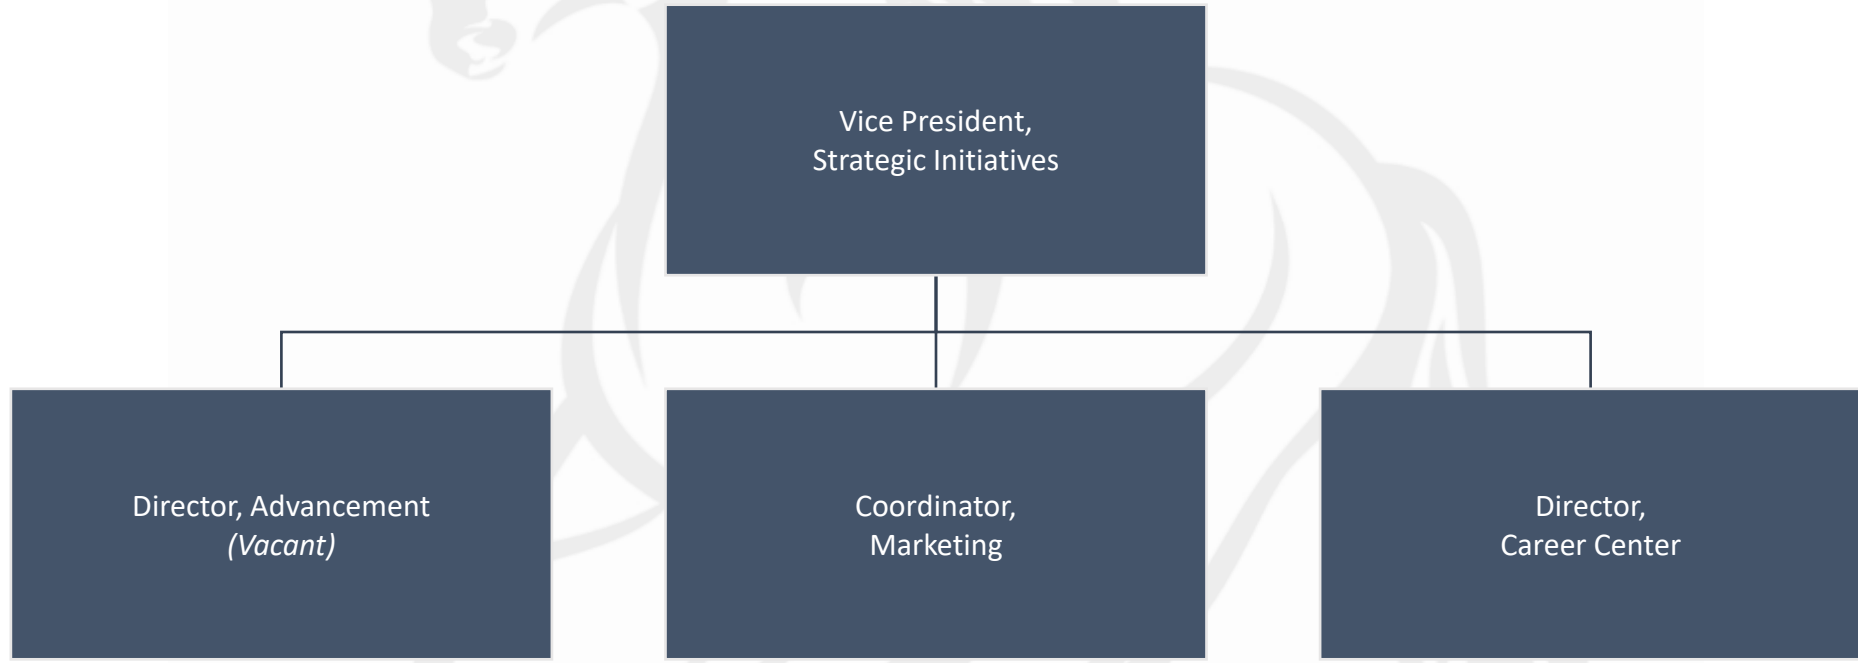 Vice President,
Strategic Initiatives
Director, Advancement
(Vacant)
Coordinator,
Marketing
Director,
Career Center